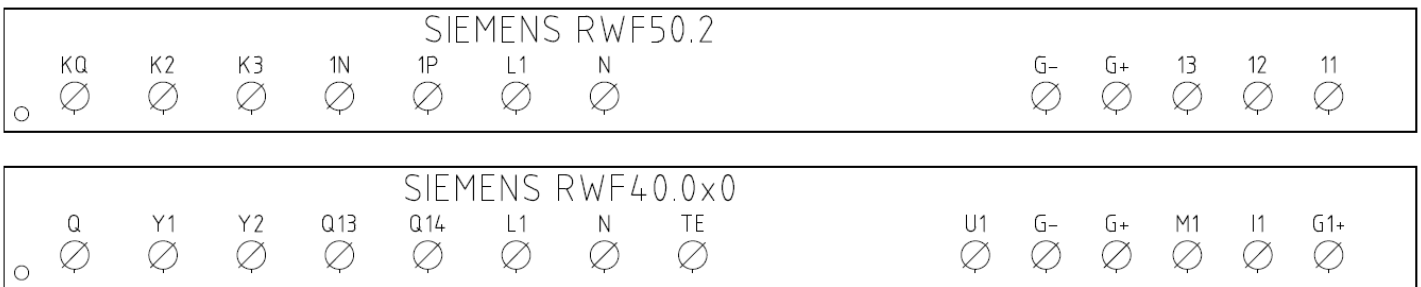 SIEMENS RWF50.2
KQ K2 K3 1N 1P L1 N G- G+ 13 12 11
SIEMENS RWF40.0x0
Q Y1 Y2 Q13 Q14 L1 N TE U1 G- G+ M1 I1 G1+